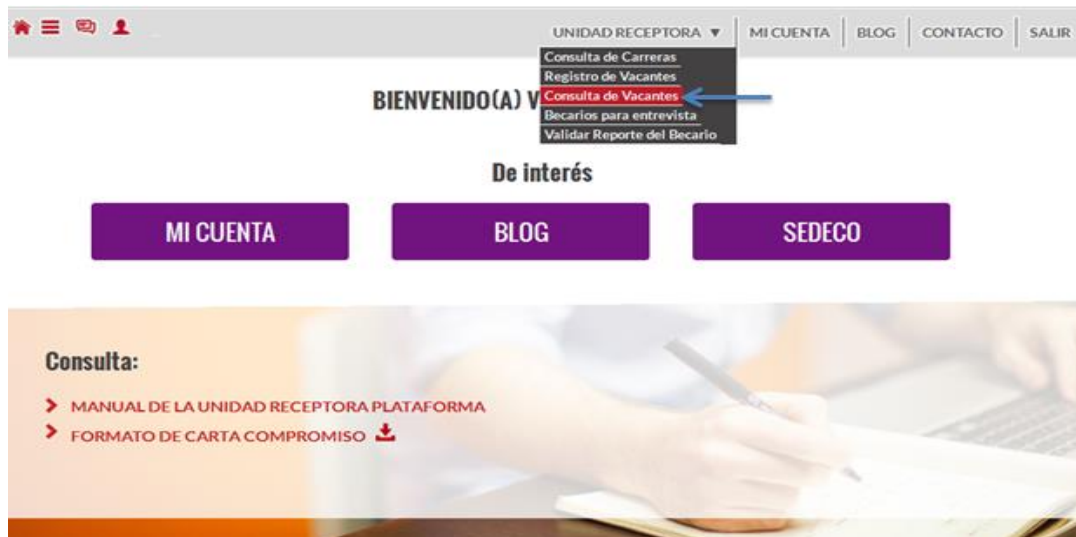 UNIDAD RECEPTORA ▼ MI CUENTA BLOG CONTACTO SALIR
Consulta de Carreras
Registro de Vacantes
Consulta de Vacantes
Becarios para entrevista
Validar Reporte del Becario
BIENVENIDO(A) V
De interés
MI CUENTA BLOG SEDECO
Consulta:
MANUAL DE LA UNIDAD RECEPTORA PLATAFORMA
FORMATO DE CARTA COMPROMISO